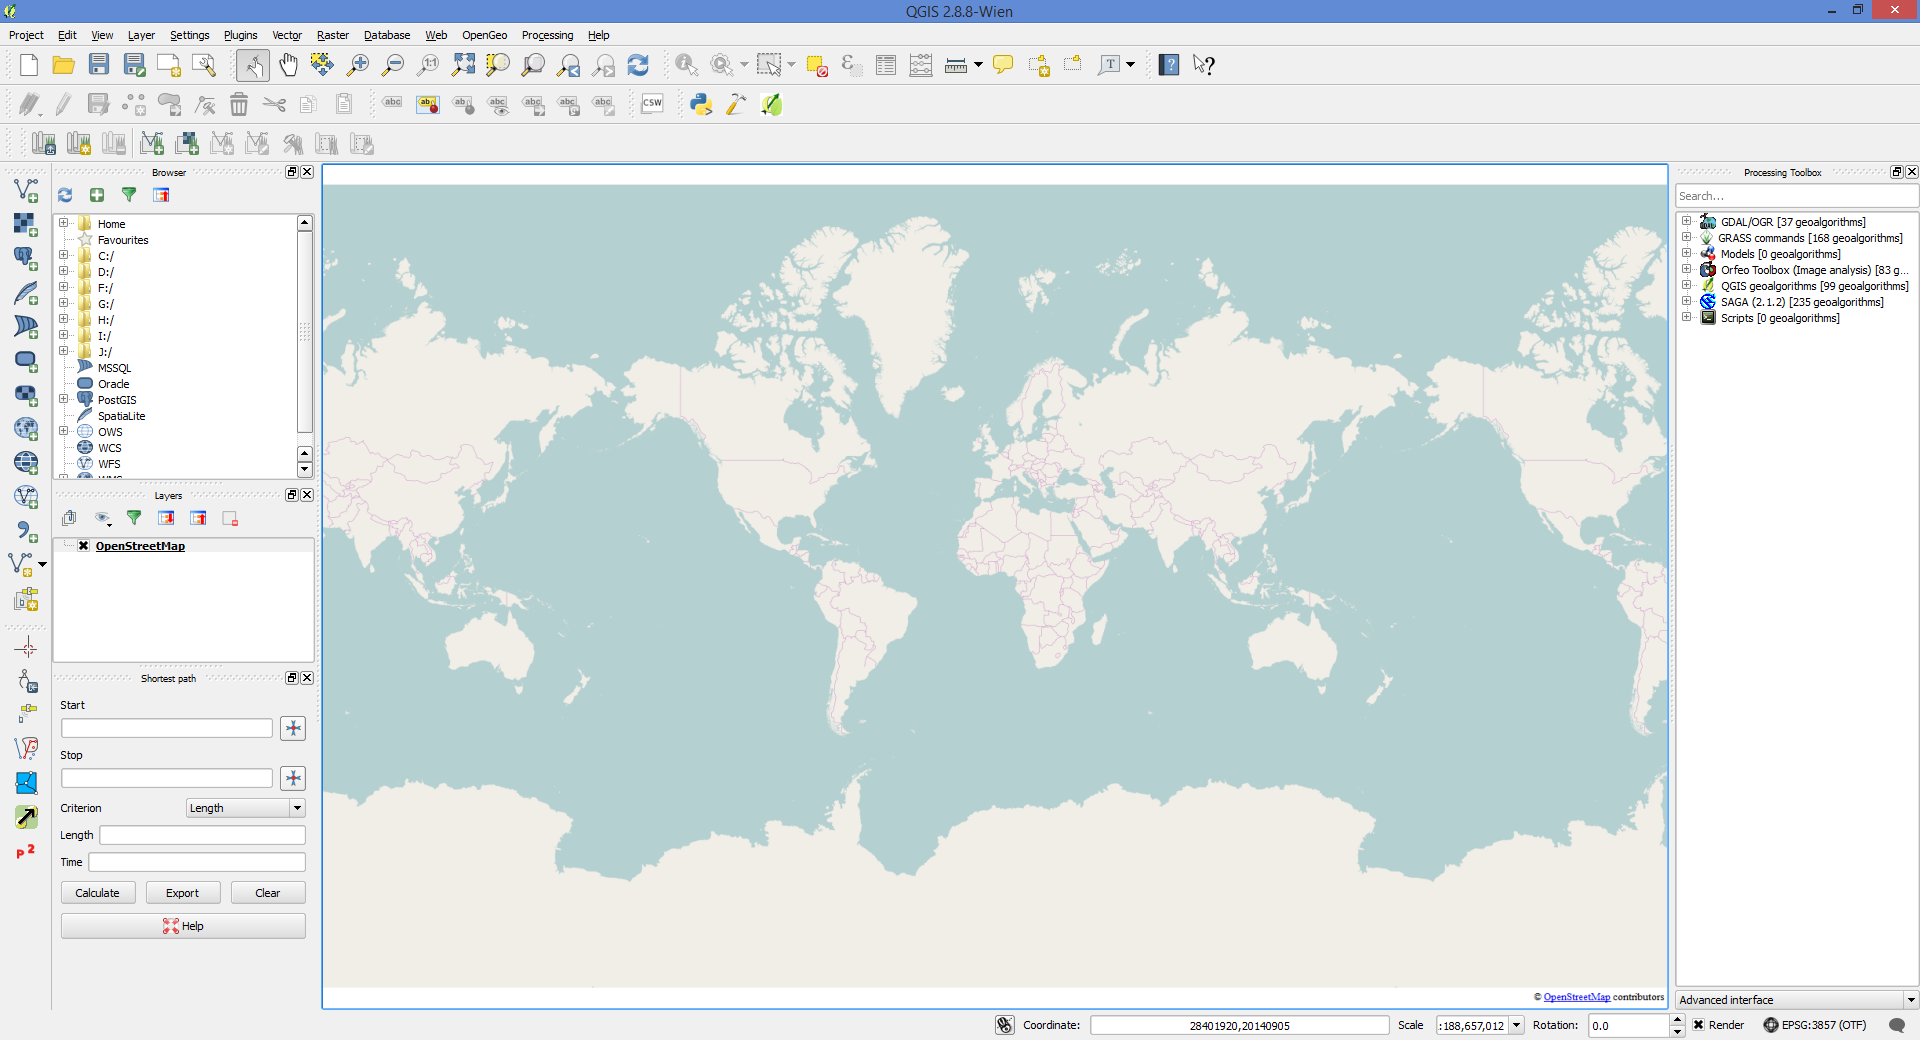 QGIS 2.8.8-Wien
Project Edit View Layer Settings Plugins Vector Raster Database Web OpenGeo Processing Help
CSW
Browser
Home
Favourites
C:/
D:/
F:/
G:/
H:/
I:/
J:/
MSSQL
Oracle
PostGIS
SpatiaLite
OWS
WCS
WFS
Layers
OpenStreetMap
Shortest path
Start
Stop
Criterion Length
Length
Time
Calculate Export Clear
Help
© OpenStreetMap contributors
Processing Toolbox
Search...
GDAL/OGR [37 geoalgorithms]
GRASS commands [168 geoalgorithms]
Models [0 geoalgorithms]
Orfeo Toolbox (Image analysis) [83 g...
QGIS geoalgorithms [99 geoalgorithms]
SAGA (2.1.2) [235 geoalgorithms]
Scripts [0 geoalgorithms]
Advanced interface
Coordinate: 28401920,20140905 Scale :188,657,012 Rotation: 0.0 Render EPSG:3857 (OTF)